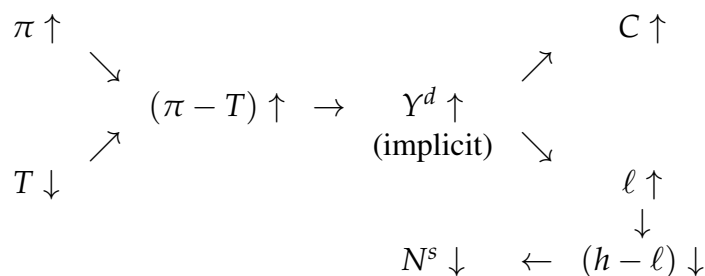 π ↑ C ↑
↘ ↗
(π − T) ↑ → Y^d ↑
(implicit)
↗ ↘
T ↓ ℓ ↑
↓
N^s ↓ ← (h − ℓ) ↓